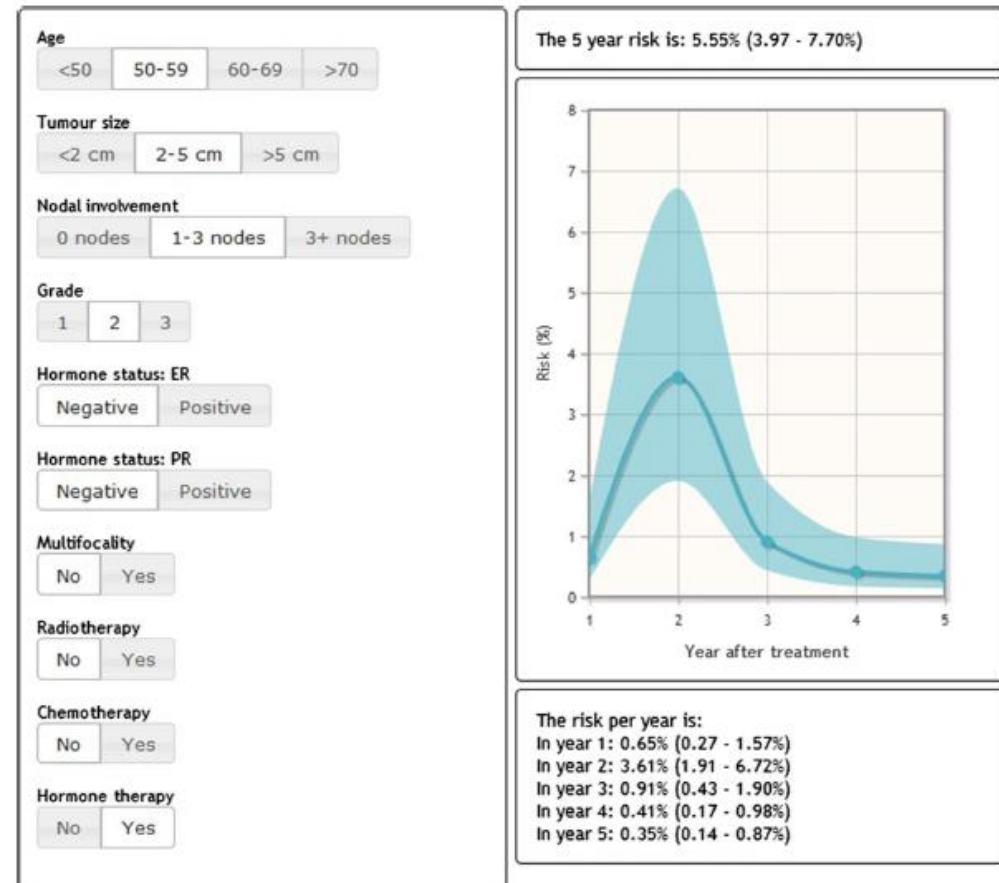 Age
<50 50-59 60-69 >70
Tumour size
<2 cm 2-5 cm >5 cm
Nodal involvement
0 nodes 1-3 nodes 3+ nodes
Grade
1 2 3
Hormone status: ER
Negative Positive
Hormone status: PR
Negative Positive
Multifocality
No Yes
Radiotherapy
No Yes
Chemotherapy
No Yes
Hormone therapy
No Yes
The 5 year risk is: 5.55% (3.97 - 7.70%)
8
7
6
5
4
3
2
1
0
Risk (%)
1 2 3 4 5
Year after treatment
The risk per year is:
In year 1: 0.65% (0.27 - 1.57%)
In year 2: 3.61% (1.91 - 6.72%)
In year 3: 0.91% (0.43 - 1.90%)
In year 4: 0.41% (0.17 - 0.98%)
In year 5: 0.35% (0.14 - 0.87%)